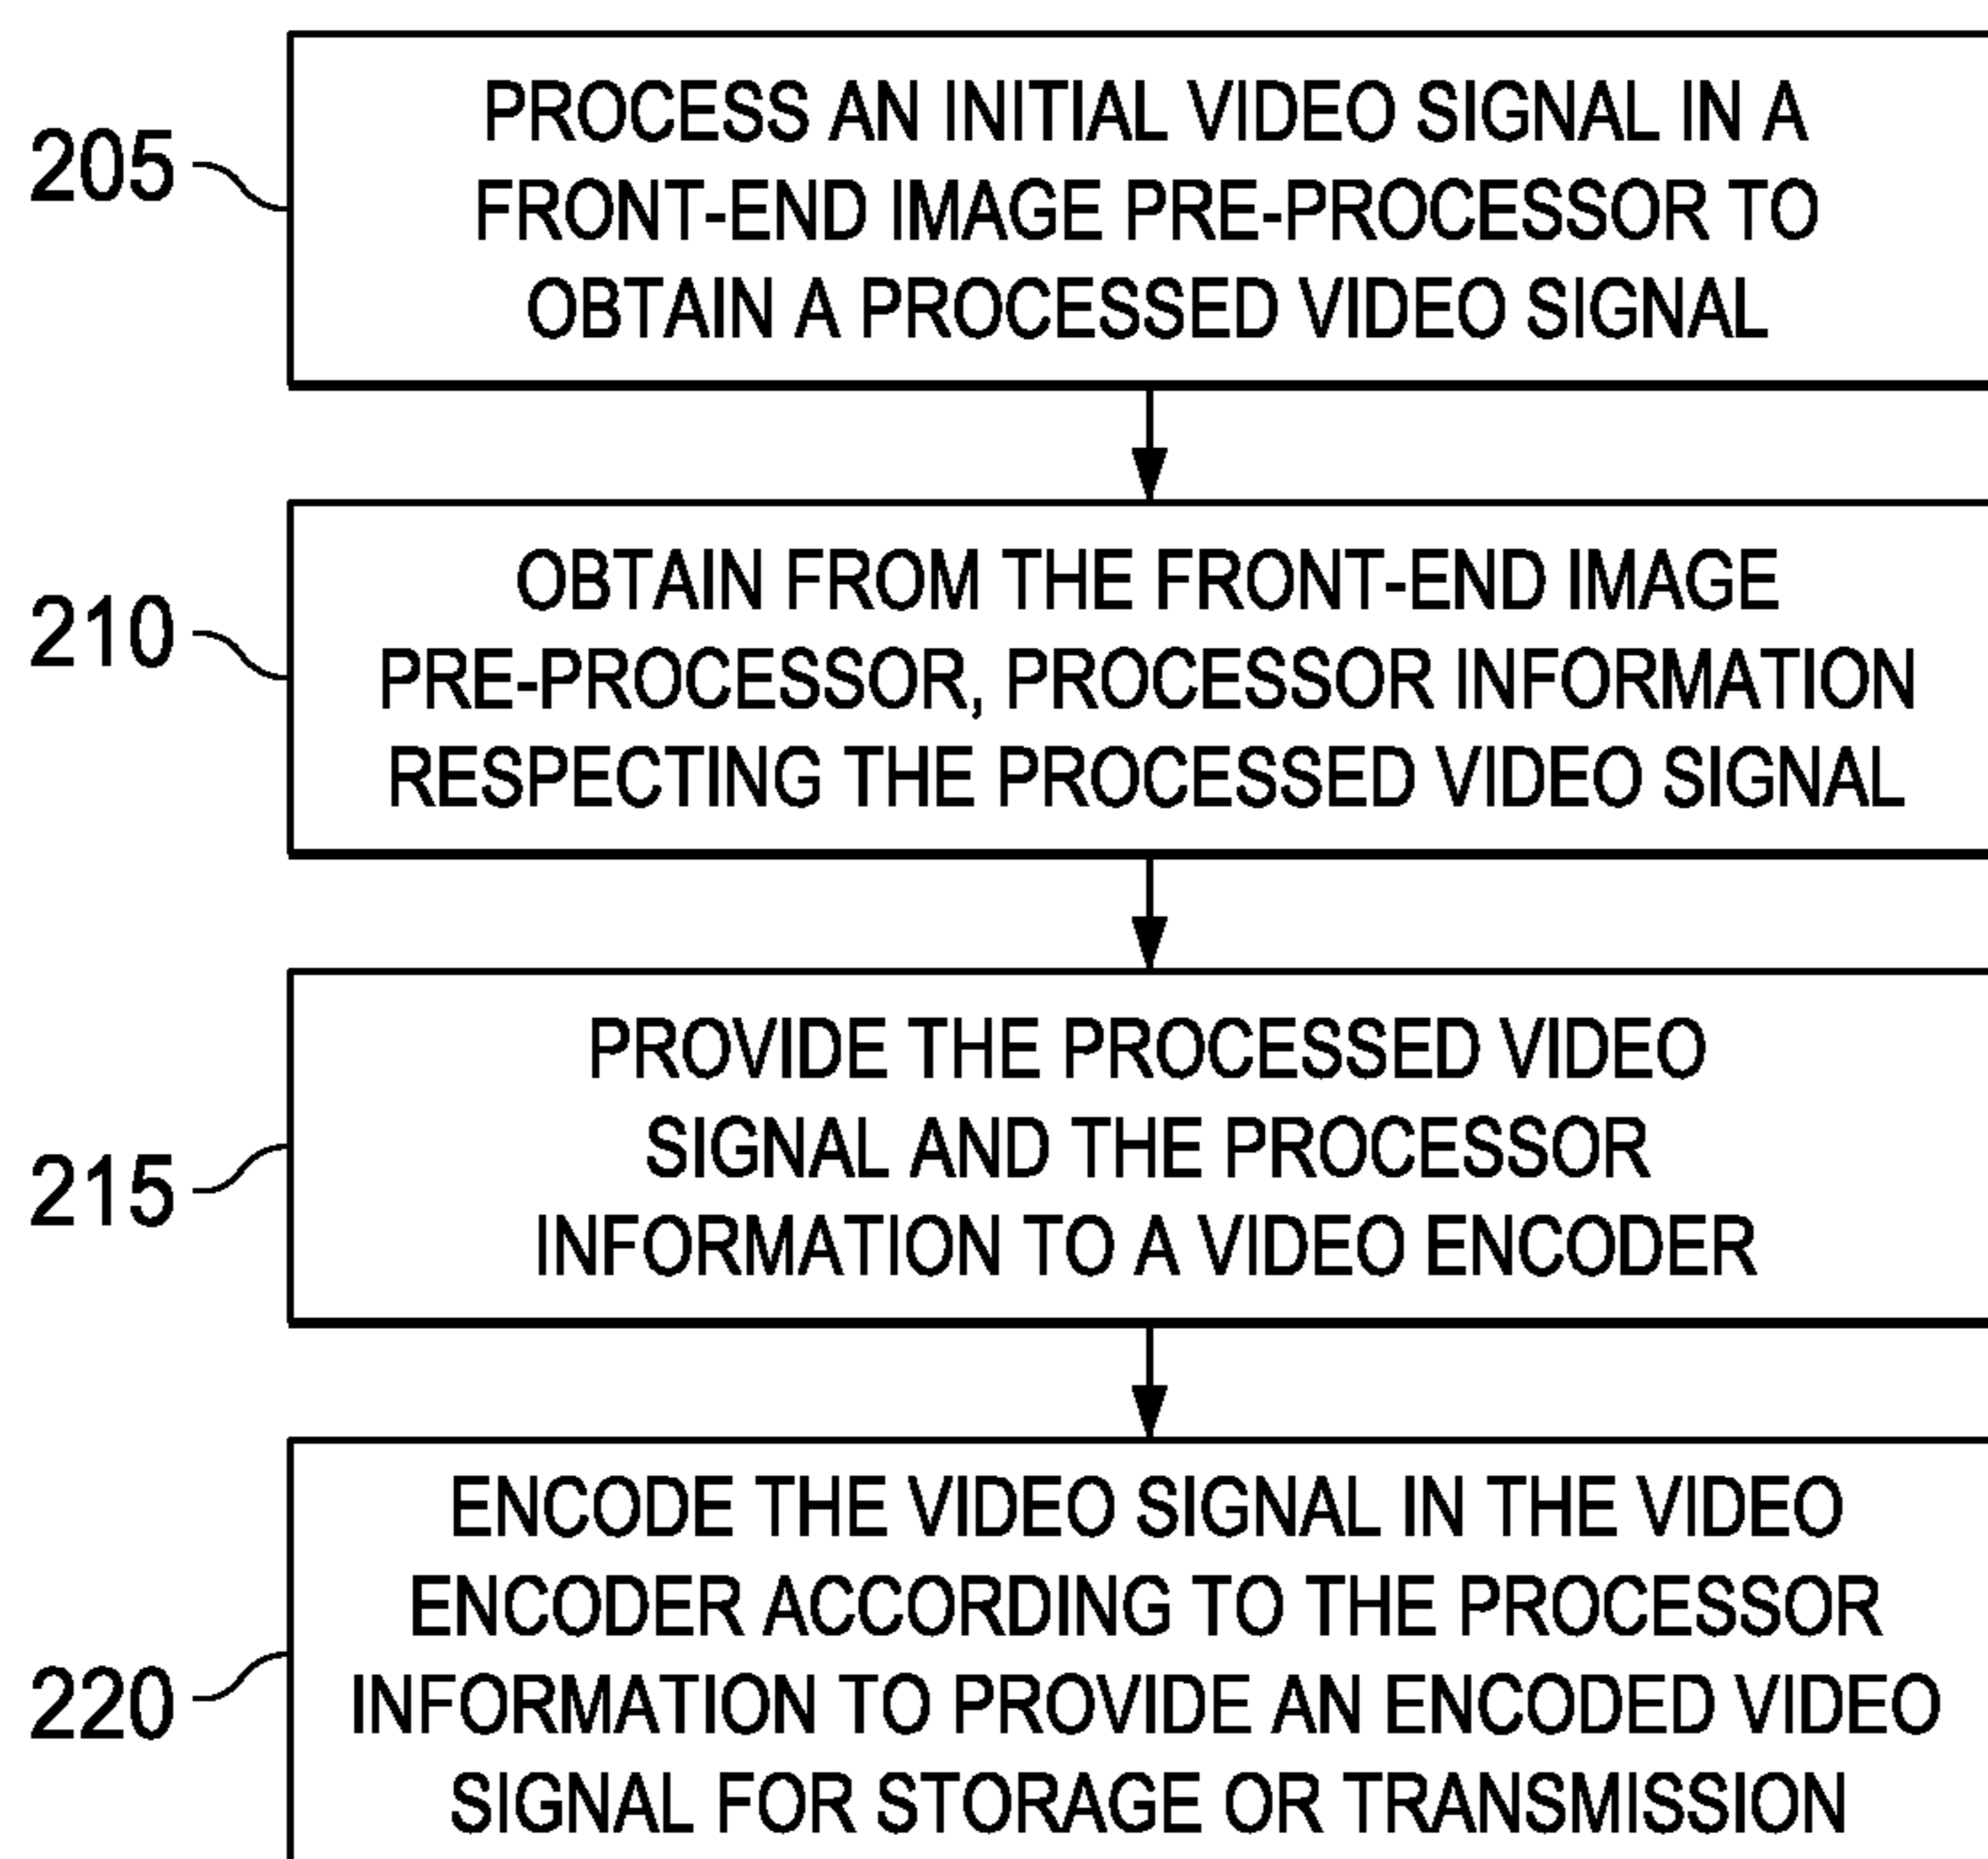 PROCESS AN INITIAL VIDEO SIGNAL IN A
205
FRONT-END IMAGE PRE-PROCESSOR TO
OBTAIN A PROCESSED VIDEO SIGNAL
OBTAIN FROM THE FRONT-END IMAGE
210
PRE-PROCESSOR, PROCESSOR INFORMATION
RESPECTING THE PROCESSED VIDEO SIGNAL
PROVIDE THE PROCESSED VIDEO
SIGNAL AND THE PROCESSOR
215
INFORMATION TO A VIDEO ENCODER
ENCODE THE VIDEO SIGNAL IN THE VIDEO
ENCODER ACCORDING TO THE PROCESSOR
220
INFORMATION TO PROVIDE AN ENCODED VIDEO
SIGNAL FOR STORAGE OR TRANSMISSION